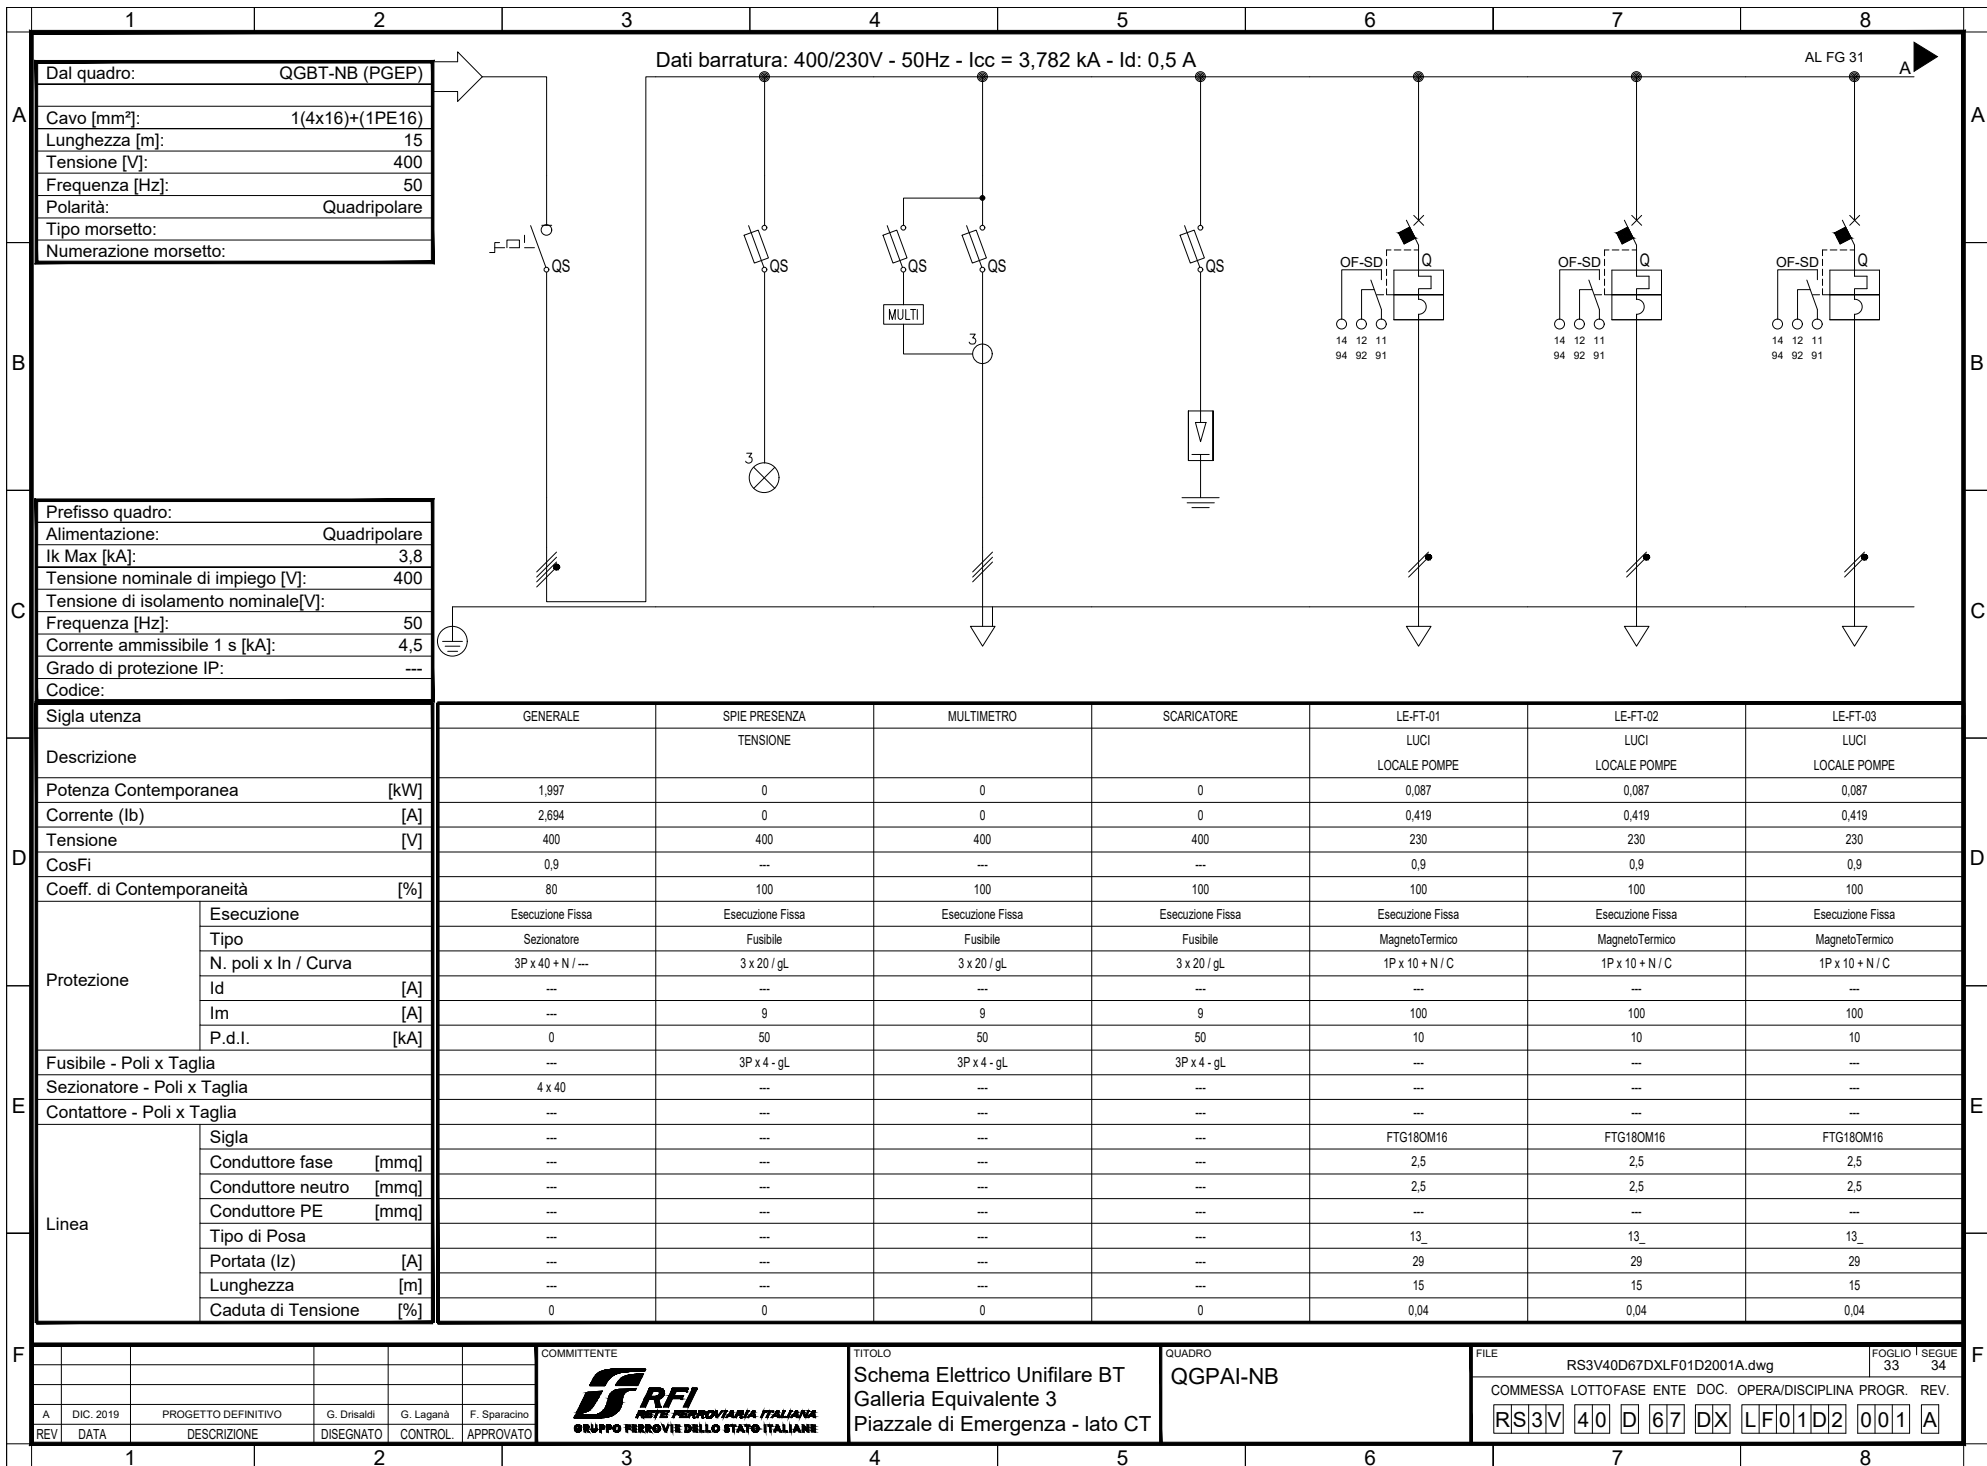 1 2 3 4 5 6 7 8
Dati barratura: 400/230V - 50Hz - Icc = 3,782 kA - Id: 0,5 A
AL FG 31
A
Dal quadro: QGBT-NB (PGEP)
Cavo [mm²]: 1(4x16)+(1PE16)
Lunghezza [m]: 15
Tensione [V]: 400
Frequenza [Hz]: 50
Polarità: Quadripolare
Tipo morsetto:
Numerazione morsetto:
A A
QS QS QS QS QS
OF-SD Q OF-SD Q OF-SD Q
MULTI
3
14 12 11 14 12 11 14 12 11
94 92 91 94 92 91 94 92 91
B B
3
Prefisso quadro:
Alimentazione: Quadripolare
Ik Max [kA]: 3,8
Tensione nominale di impiego [V]: 400
Tensione di isolamento nominale[V]:
Frequenza [Hz]: 50
Corrente ammissibile 1 s [kA]: 4,5
Grado di protezione IP: ---
Codice:
C C
Sigla utenza GENERALE SPIE PRESENZA MULTIMETRO SCARICATORE LE-FT-01 LE-FT-02 LE-FT-03
Descrizione TENSIONE LUCI LUCI LUCI
LOCALE POMPE LOCALE POMPE LOCALE POMPE
Potenza Contemporanea [kW] 1,997 0 0 0 0,087 0,087 0,087
Corrente (Ib) [A] 2,694 0 0 0 0,419 0,419 0,419
Tensione [V] 400 400 400 400 230 230 230
CosFi 0,9 --- --- --- 0,9 0,9 0,9
Coeff. di Contemporaneità [%] 80 100 100 100 100 100 100
D D
Protezione
Esecuzione Esecuzione Fissa Esecuzione Fissa Esecuzione Fissa Esecuzione Fissa Esecuzione Fissa Esecuzione Fissa Esecuzione Fissa
Tipo Sezionatore Fusibile Fusibile Fusibile MagnetoTermico MagnetoTermico MagnetoTermico
N. poli x In / Curva 3P x 40 + N / --- 3 x 20 / gL 3 x 20 / gL 3 x 20 / gL 1P x 10 + N / C 1P x 10 + N / C 1P x 10 + N / C
Id [A] --- --- --- --- --- --- ---
Im [A] --- 9 9 9 100 100 100
P.d.I. [kA] 0 50 50 50 10 10 10
Fusibile - Poli x Taglia --- 3P x 4 - gL 3P x 4 - gL 3P x 4 - gL --- --- ---
Sezionatore - Poli x Taglia 4 x 40 --- --- --- --- --- ---
Contattore - Poli x Taglia --- --- --- --- --- --- ---
E E
Linea
Sigla --- --- --- --- FTG18OM16 FTG18OM16 FTG18OM16
Conduttore fase [mmq] --- --- --- --- 2,5 2,5 2,5
Conduttore neutro [mmq] --- --- --- --- 2,5 2,5 2,5
Conduttore PE [mmq] --- --- --- --- --- --- ---
Tipo di Posa --- --- --- --- 13_ 13_ 13_
Portata (Iz) [A] --- --- --- --- 29 29 29
Lunghezza [m] --- --- --- --- 15 15 15
Caduta di Tensione [%] 0 0 0 0 0,04 0,04 0,04
F F
A DIC. 2019 PROGETTO DEFINITIVO G. Drisaldi G. Laganà F. Sparacino
REV DATA DESCRIZIONE DISEGNATO CONTROL. APPROVATO
COMMITTENTE
RFI
RETE FERROVIARIA ITALIANA
GRUPPO FERROVIE DELLO STATO ITALIANE
TITOLO
Schema Elettrico Unifilare BT
Galleria Equivalente 3
Piazzale di Emergenza - lato CT
QUADRO
QGPAI-NB
FILE
RS3V40D67DXLF01D2001A.dwg
FOGLIO SEGUE
33 34
COMMESSA LOTTO FASE ENTE DOC. OPERA/DISCIPLINA PROGR. REV.
RS3V 40 D 67 DX LF01D2 001 A
1 2 3 4 5 6 7 8